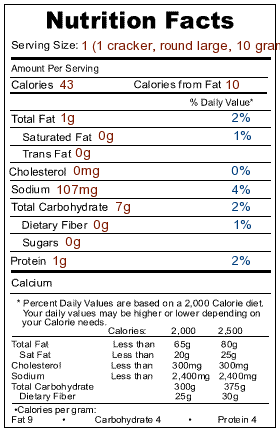 Nutrition Facts
Serving Size: 1 (1 cracker, round large, 10 gran
Amount Per Serving
Calories 43 Calories from Fat 10
% Daily Value*
Total Fat 1g 2%
Saturated Fat 0g 1%
Trans Fat 0g
Cholesterol 0mg 0%
Sodium 107mg 4%
Total Carbohydrate 7g 2%
Dietary Fiber 0g 1%
Sugars 0g
Protein 1g 2%
Calcium
* Percent Daily Values are based on a 2,000 Calorie diet.
Your daily values may be higher or lower depending on
your Calorie needs.
Calories: 2,000 2,500
Total Fat Less than 65g 80g
Sat Fat Less than 20g 25g
Cholesterol Less than 300mg 300mg
Sodium Less than 2,400mg 2,400mg
Total Carbohydrate 300g 375g
Dietary Fiber 25g 30g
•Calories per gram:
Fat 9 • Carbohydrate 4 • Protein 4